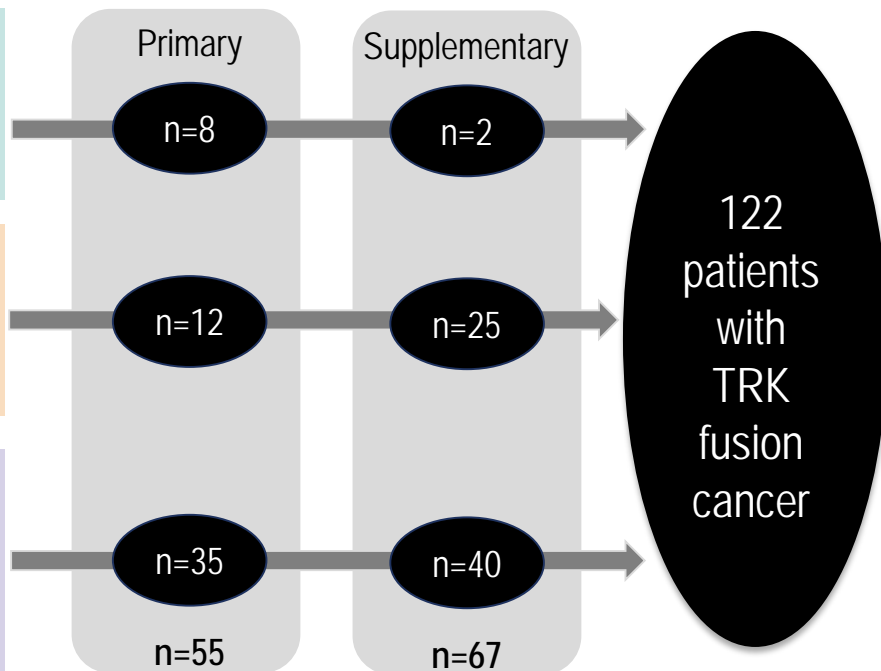 Primary
Supplementary
n=8
n=2
n=12
n=25
n=35
n=40
n=55
n=67
122
patients
with
TRK
fusion
cancer